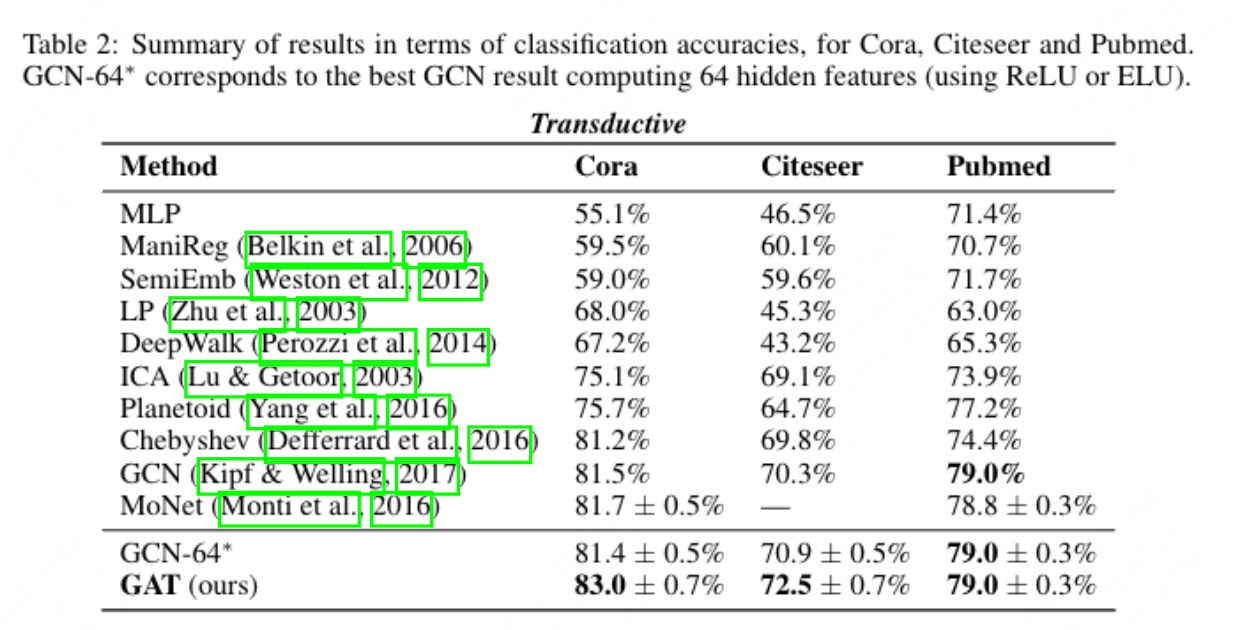 Table 2: Summary of results in terms of classification accuracies, for Cora, Citeseer and Pubmed.
GCN-64* corresponds to the best GCN result computing 64 hidden features (using ReLU or ELU).
Transductive
Method Cora Citeseer Pubmed
MLP 55.1% 46.5% 71.4%
ManiReg (Belkin et al., 2006) 59.5% 60.1% 70.7%
SemiEmb (Weston et al., 2012) 59.0% 59.6% 71.7%
LP (Zhu et al., 2003) 68.0% 45.3% 63.0%
DeepWalk (Perozzi et al., 2014) 67.2% 43.2% 65.3%
ICA (Lu & Getoor, 2003) 75.1% 69.1% 73.9%
Planetoid (Yang et al., 2016) 75.7% 64.7% 77.2%
Chebyshev (Defferrard et al., 2016) 81.2% 69.8% 74.4%
GCN (Kipf & Welling, 2017) 81.5% 70.3% 79.0%
MoNet (Monti et al., 2016) 81.7 ± 0.5% — 78.8 ± 0.3%
GCN-64* 81.4 ± 0.5% 70.9 ± 0.5% 79.0 ± 0.3%
GAT (ours) 83.0 ± 0.7% 72.5 ± 0.7% 79.0 ± 0.3%